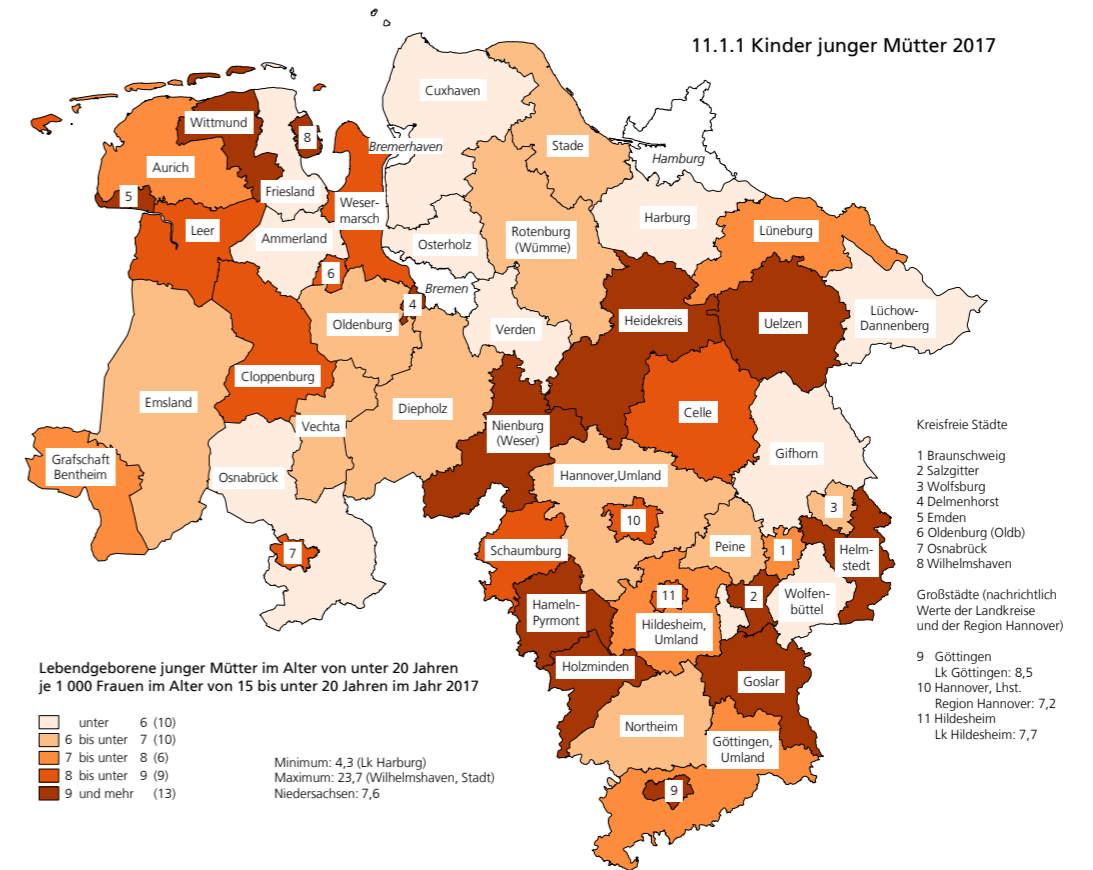 11.1.1 Kinder junger Mütter 2017
Cuxhaven
Wittmund
8
Bremerhaven
Stade
Hamburg
Aurich
Friesland
5
Weser-
marsch
Harburg
Leer
Ammerland
Osterholz
Rotenburg
(Wümme)
Lüneburg
6
Bremen
4
Oldenburg
Verden
Heidekreis
Uelzen
Lüchow-
Dannenberg
Cloppenburg
Emsland
Diepholz
Celle
Vechta
Nienburg
(Weser)
Gifhorn
Grafschaft
Bentheim
Osnabrück
Hannover,Umland
3
10
7
Schaumburg
Peine
1
Helm-
stedt
11
2
Wolfen-
büttel
Hameln-
Pyrmont
Hildesheim,
Umland
Holzminden
Goslar
Northeim
Göttingen,
Umland
9
Kreisfreie Städte
1 Braunschweig
2 Salzgitter
3 Wolfsburg
4 Delmenhorst
5 Emden
6 Oldenburg (Oldb)
7 Osnabrück
8 Wilhelmshaven
Großstädte (nachrichtlich
Werte der Landkreise
und der Region Hannover)
9 Göttingen
Lk Göttingen: 8,5
10 Hannover, Lhst.
Region Hannover: 7,2
11 Hildesheim
Lk Hildesheim: 7,7
Lebendgeborene junger Mütter im Alter von unter 20 Jahren
je 1 000 Frauen im Alter von 15 bis unter 20 Jahren im Jahr 2017
unter 6 (10)
6 bis unter 7 (10)
7 bis unter 8 (6)
8 bis unter 9 (9)
9 und mehr (13)
Minimum: 4,3 (Lk Harburg)
Maximum: 23,7 (Wilhelmshaven, Stadt)
Niedersachsen: 7,6